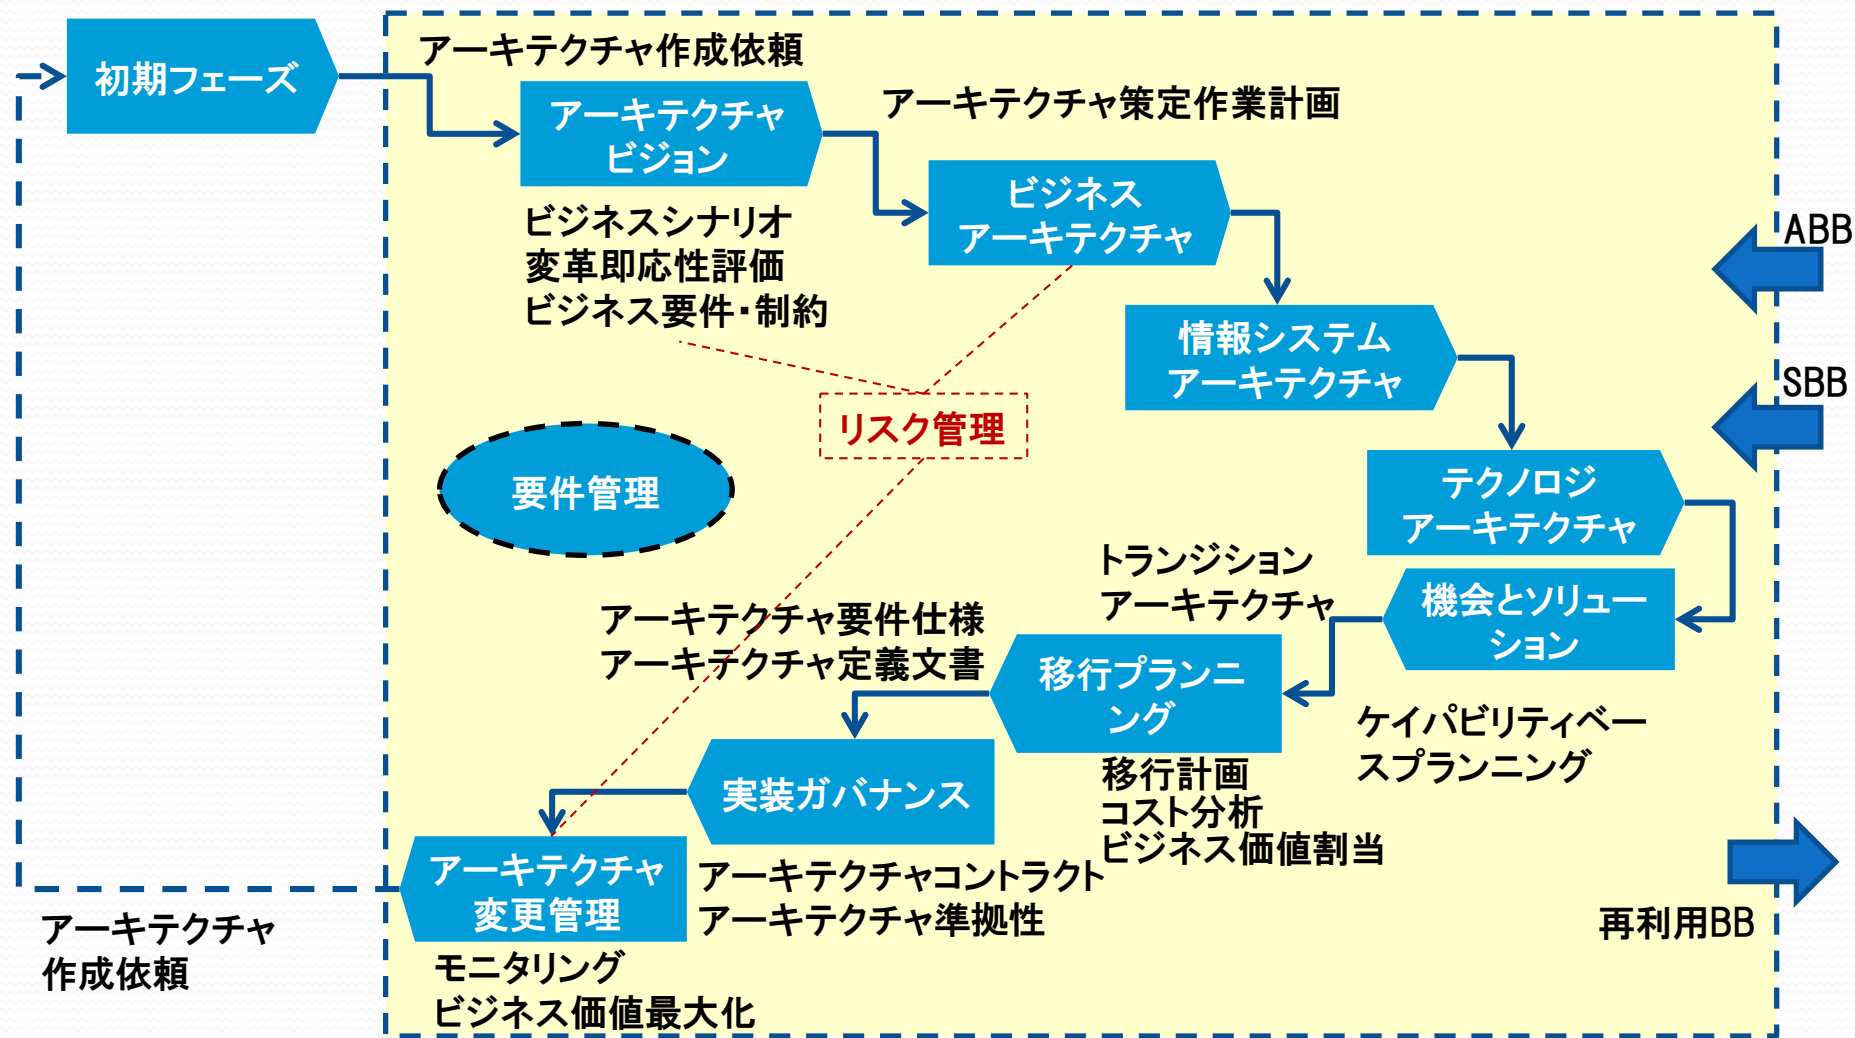 初期フェーズ
アーキテクチャ作成依頼
アーキテクチャ
ビジョン
アーキテクチャ策定作業計画
ビジネス
アーキテクチャ
ビジネスシナリオ
変革即応性評価
ビジネス要件・制約
ABB
情報システム
アーキテクチャ
SBB
リスク管理
要件管理
テクノロジ
アーキテクチャ
トランジション
アーキテクチャ
機会とソリュー
ション
アーキテクチャ要件仕様
アーキテクチャ定義文書
移行プランニ
ング
ケイパビリティベー
スプランニング
移行計画
コスト分析
ビジネス価値割当
実装ガバナンス
アーキテクチャ
変更管理
アーキテクチャコントラクト
アーキテクチャ準拠性
再利用BB
アーキテクチャ
作成依頼
モニタリング
ビジネス価値最大化